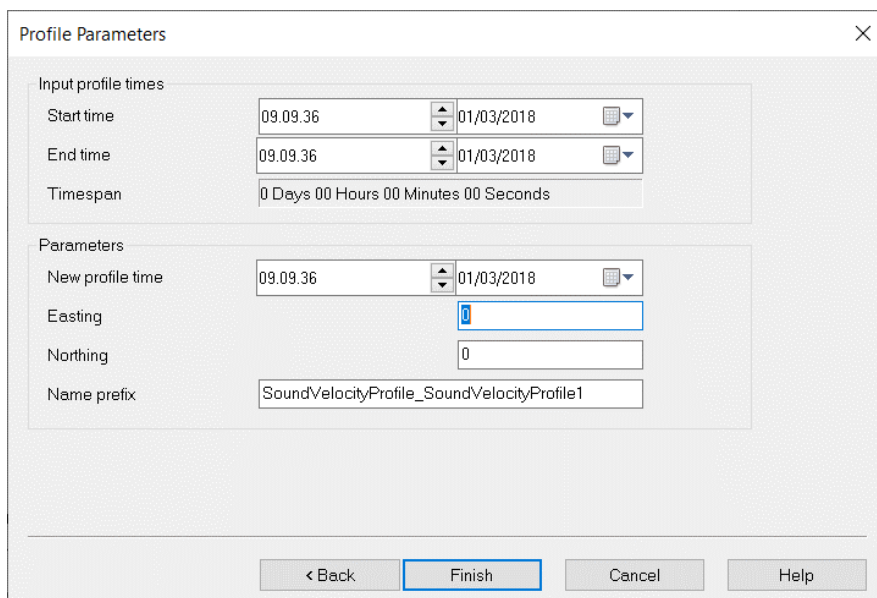 Profile Parameters
Input profile times
Start time 09.09.36 01/03/2018
End time 09.09.36 01/03/2018
Timespan 0 Days 00 Hours 00 Minutes 00 Seconds
Parameters
New profile time 09.09.36 01/03/2018
Easting 0
Northing 0
Name prefix SoundVelocityProfile_SoundVelocityProfile1
< Back Finish Cancel Help